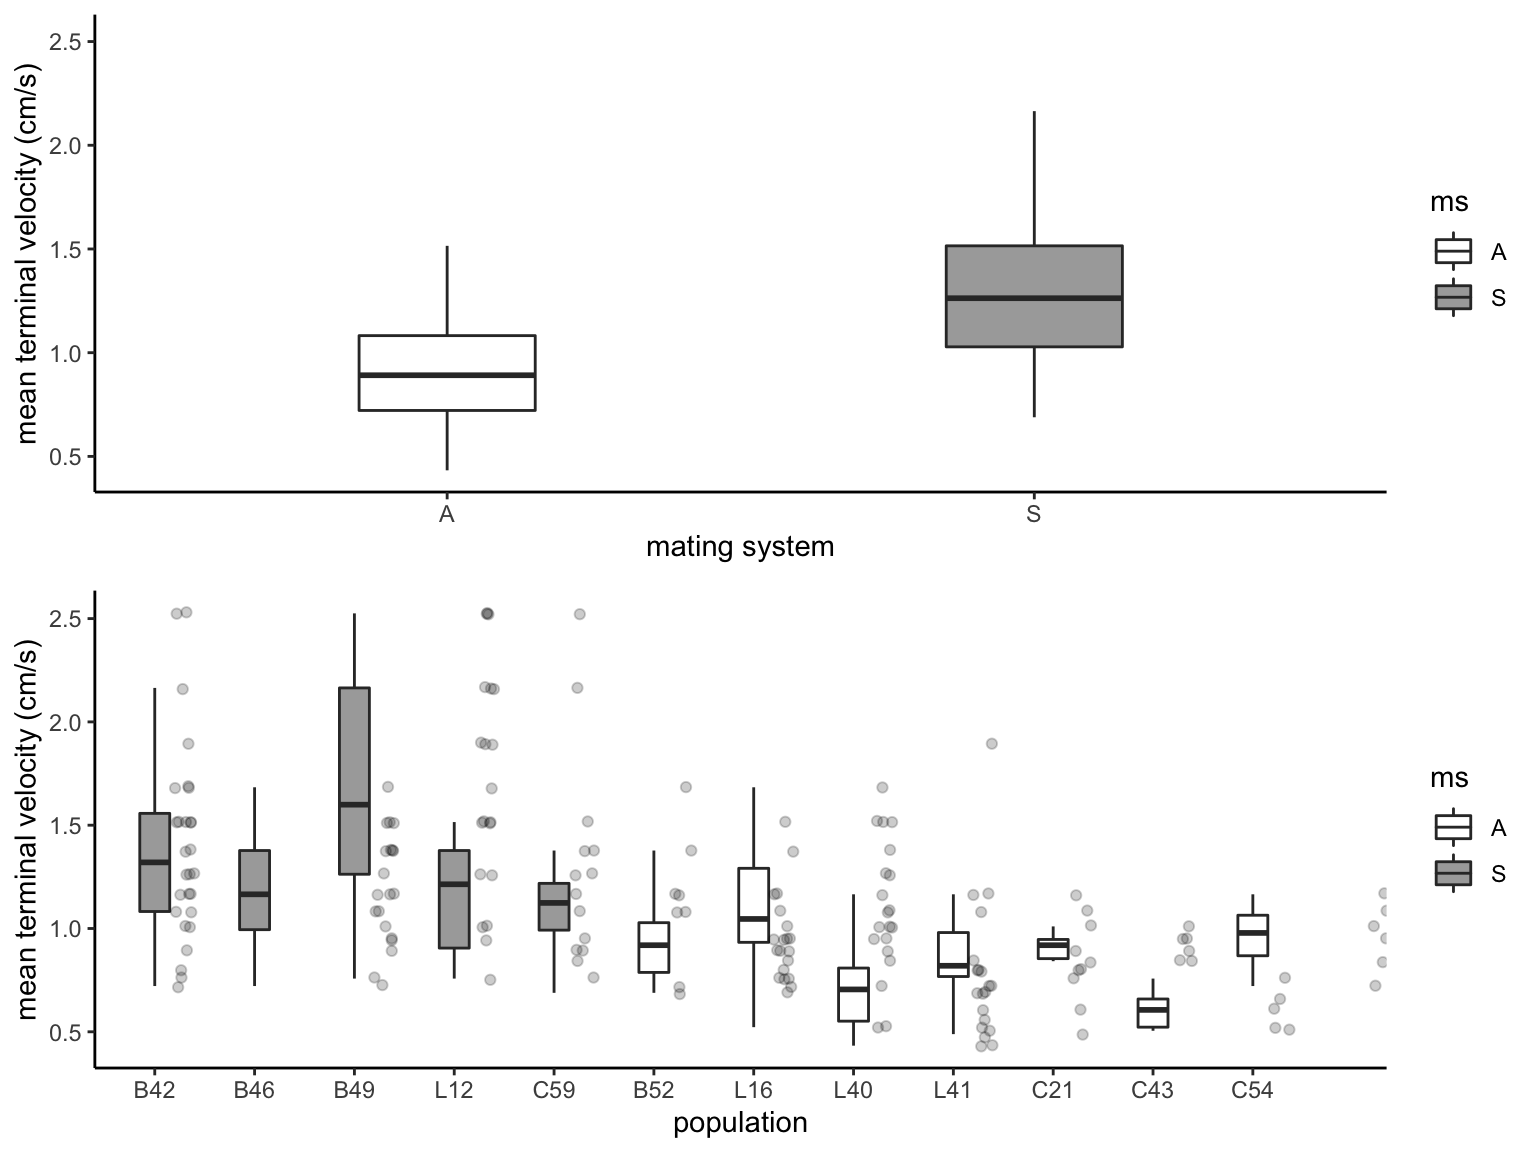 mean terminal velocity (cm/s)
2.5
2.0
1.5
1.0
0.5
A
S
mating system
ms
A
S
mean terminal velocity (cm/s)
2.5
2.0
1.5
1.0
0.5
B42 B46 B49 L12 C59 B52 L16 L40 L41 C21 C43 C54
population
ms
A
S